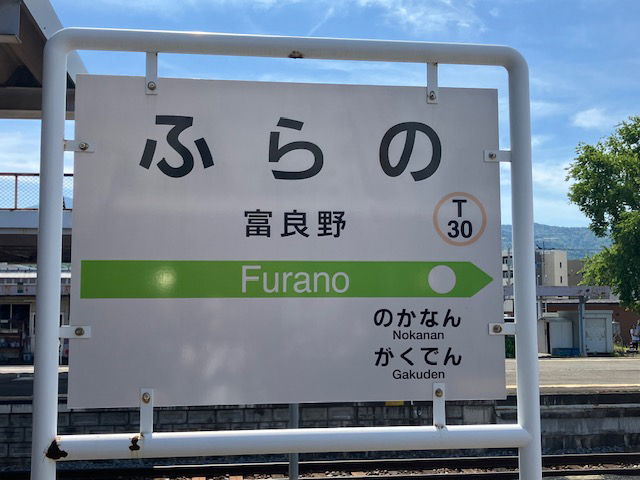 ふらの
富良野
T
30
Furano
のかなん
Nokanan
がくでん
Gakuden